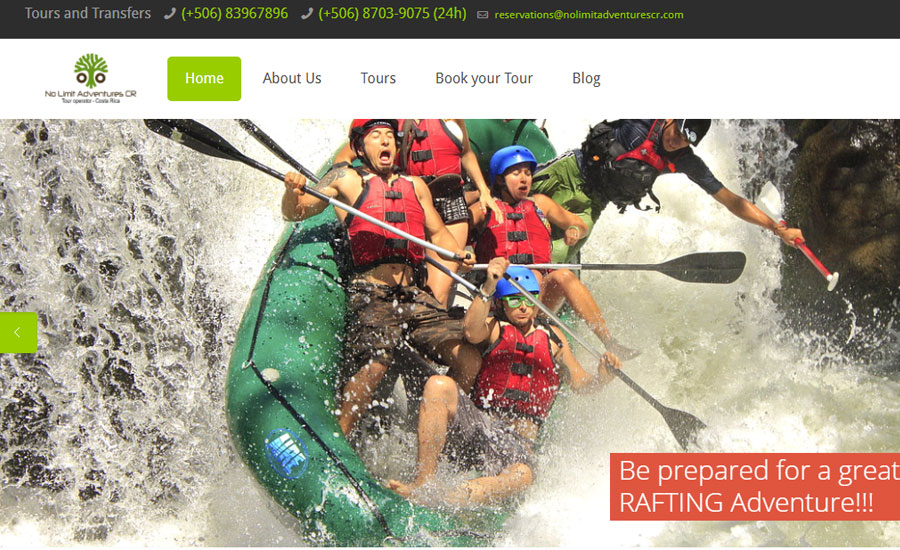 Tours and Transfers (+506) 83967896 (+506) 8703-9075 (24h) reservations@nolimitadventurescr.com
No Limit Adventures CR
Tour operator - Costa Rica
Home About Us Tours Book your Tour Blog
Be prepared for a great
RAFTING Adventure!!!